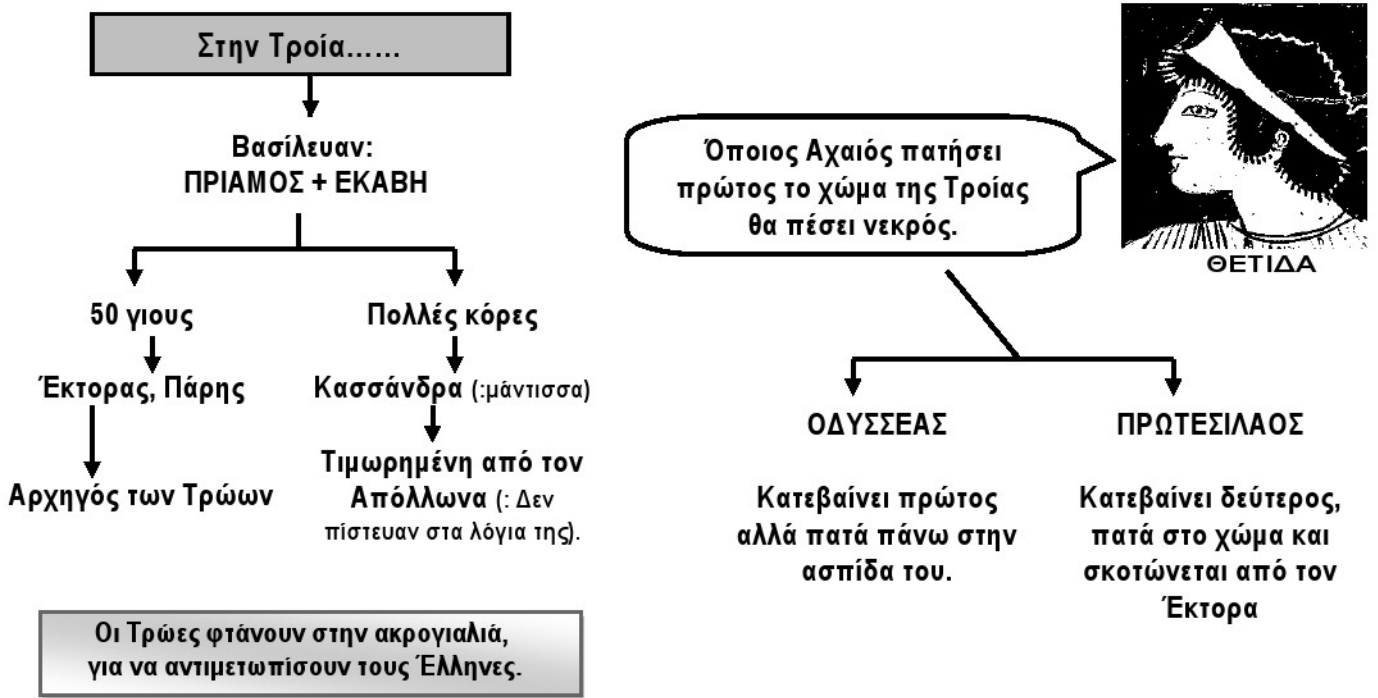 Στην Τροία......
Βασίλευαν:
ΠΡΙΑΜΟΣ + ΕΚΑΒΗ
50 γιους
Πολλές κόρες
Έκτορας, Πάρης
Κασσάνδρα (:μάντισσα)
Αρχηγός των Τρώων
Τιμωρημένη από τον
Απόλλωνα (: Δεν
πίστευαν στα λόγια της).
Οι Τρώες φτάνουν στην ακρογιαλιά,
για να αντιμετωπίσουν τους Έλληνες.
Όποιος Αχαιός πατήσει
πρώτος το χώμα της Τροίας
θα πέσει νεκρός.
ΘΕΤΙΔΑ
ΟΔΥΣΣΕΑΣ
Κατεβαίνει πρώτος
αλλά πατά πάνω στην
ασπίδα του.
ΠΡΩΤΕΣΙΛΑΟΣ
Κατεβαίνει δεύτερος,
πατά στο χώμα και
σκοτώνεται από τον
Έκτορα